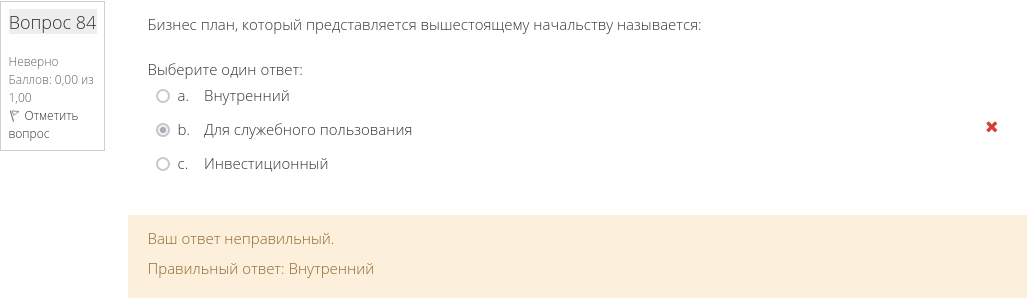 Вопрос 84
Неверно
Баллов: 0,00 из
1,00
Отметить
вопрос
Бизнес план, который представляется вышестоящему начальству называется:
Выберите один ответ:
a. Внутренний
b. Для служебного пользования
c. Инвестиционный
Ваш ответ неправильный.
Правильный ответ: Внутренний